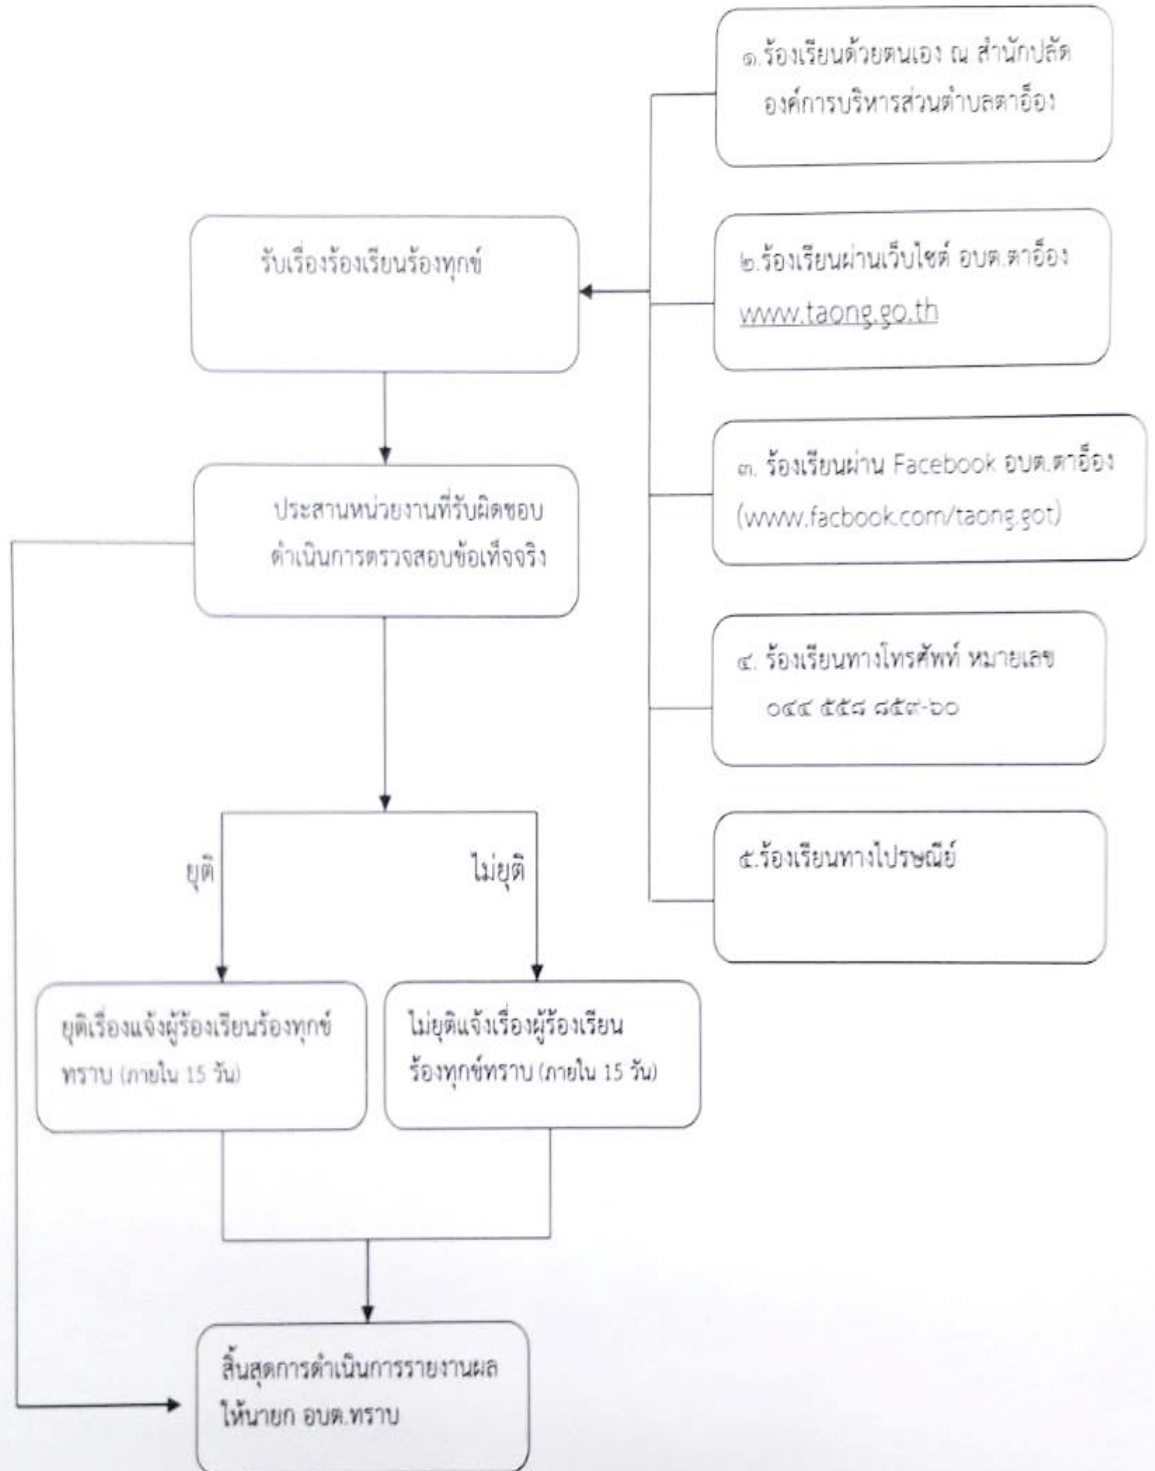 ๑.ร้องเรียนด้วยตนเอง ณ สำนักปลัด
องค์การบริหารส่วนตำบลตาอ็อง
รับเรื่องร้องเรียนร้องทุกข์
๒.ร้องเรียนผ่านเว็บไซต์ อบต.ตาอ็อง
www.taong.go.th
๓. ร้องเรียนผ่าน Facebook อบต.ตาอ็อง
(www.facbook.com/taong.got)
ประสานหน่วยงานที่รับผิดชอบ
ดำเนินการตรวจสอบข้อเท็จจริง
๔. ร้องเรียนทางโทรศัพท์ หมายเลข
๐๔๔ ๕๕๘ ๘๕๙-๖๐
๕.ร้องเรียนทางไปรษณีย์
ยุติ
ไม่ยุติ
ยุติเรื่องแจ้งผู้ร้องเรียนร้องทุกข์
ทราบ (ภายใน 15 วัน)
ไม่ยุติแจ้งเรื่องผู้ร้องเรียน
ร้องทุกข์ทราบ (ภายใน 15 วัน)
สิ้นสุดการดำเนินการรายงานผล
ให้นายก อบต.ทราบ